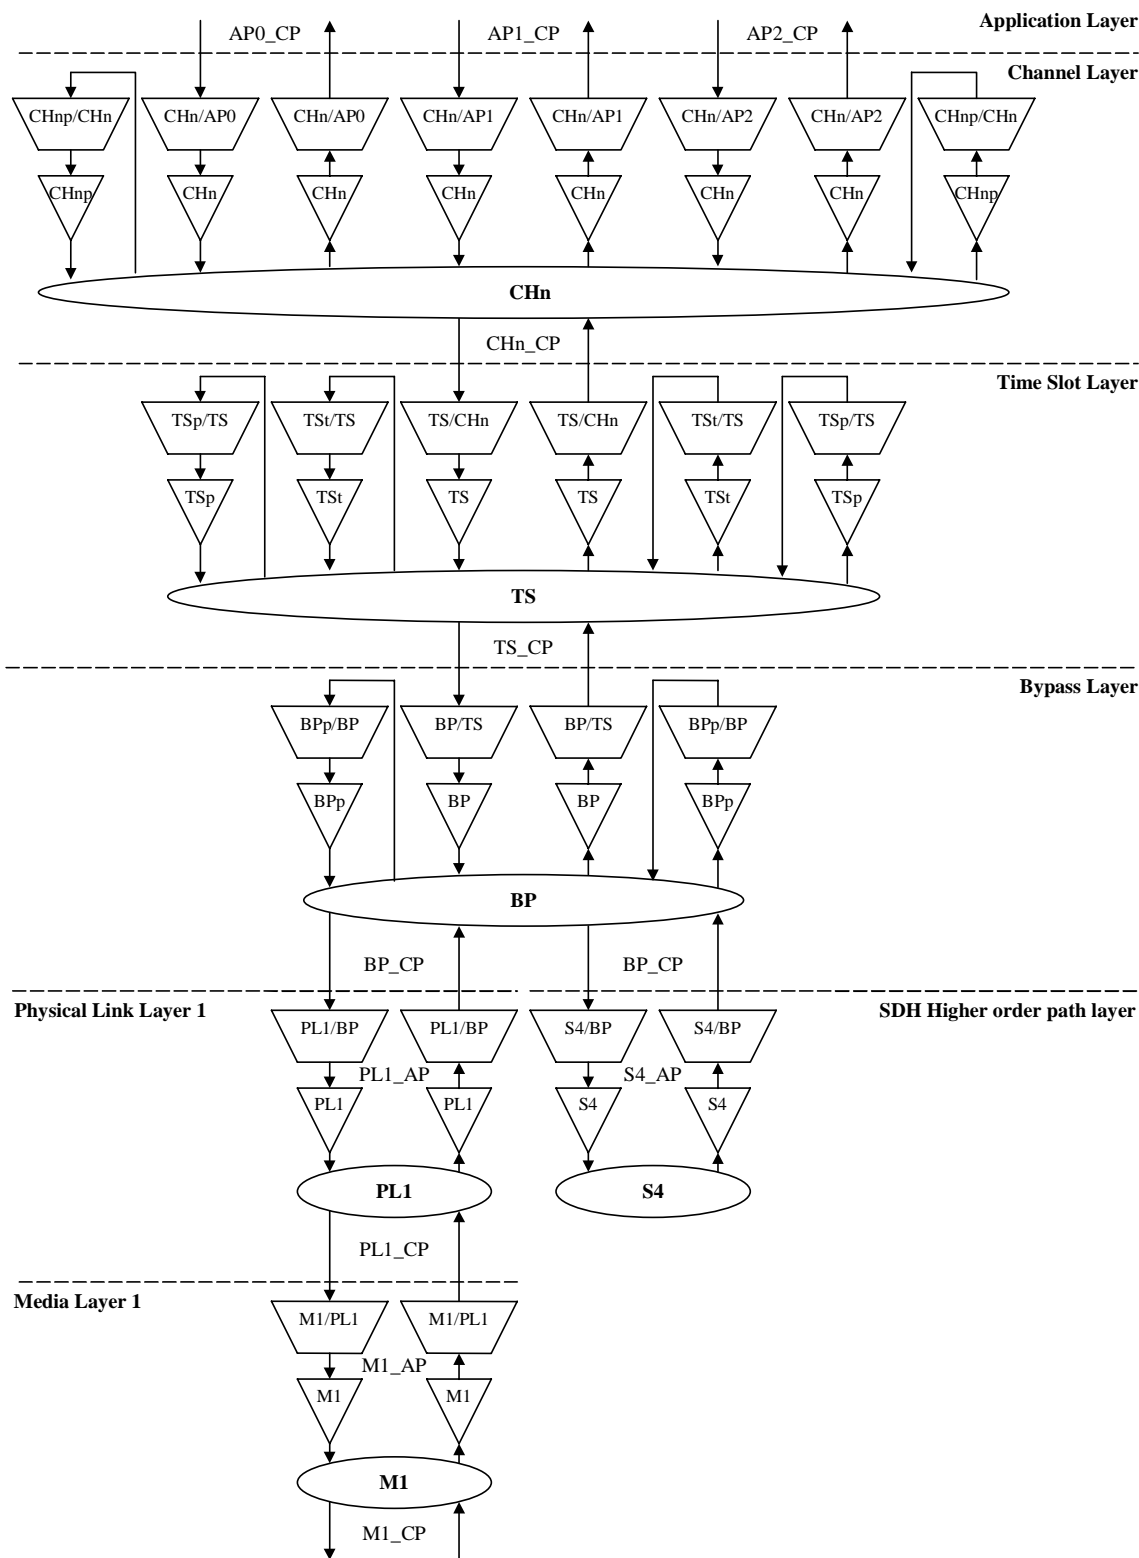 AP0_CP AP1_CP AP2_CP Application Layer
Channel Layer
CHnp/CHn CHn/AP0 CHn/AP0 CHn/AP1 CHn/AP1 CHn/AP2 CHn/AP2 CHnp/CHn
CHnp CHn CHn CHn CHn CHn CHn CHnp
CHn
CHn_CP
Time Slot Layer
TSp/TS TSt/TS TS/CHn TS/CHn TSt/TS TSp/TS
TSp TSt TS TS TSt TSp
TS
TS_CP
Bypass Layer
BPp/BP BP/TS BP/TS BPp/BP
BPp BP BP BPp
BP
BP_CP BP_CP
Physical Link Layer 1 SDH Higher order path layer
PL1/BP PL1/BP S4/BP S4/BP
PL1_AP S4_AP
PL1 PL1 S4 S4
PL1 S4
PL1_CP
Media Layer 1
M1/PL1 M1/PL1
M1_AP
M1 M1
M1
M1_CP